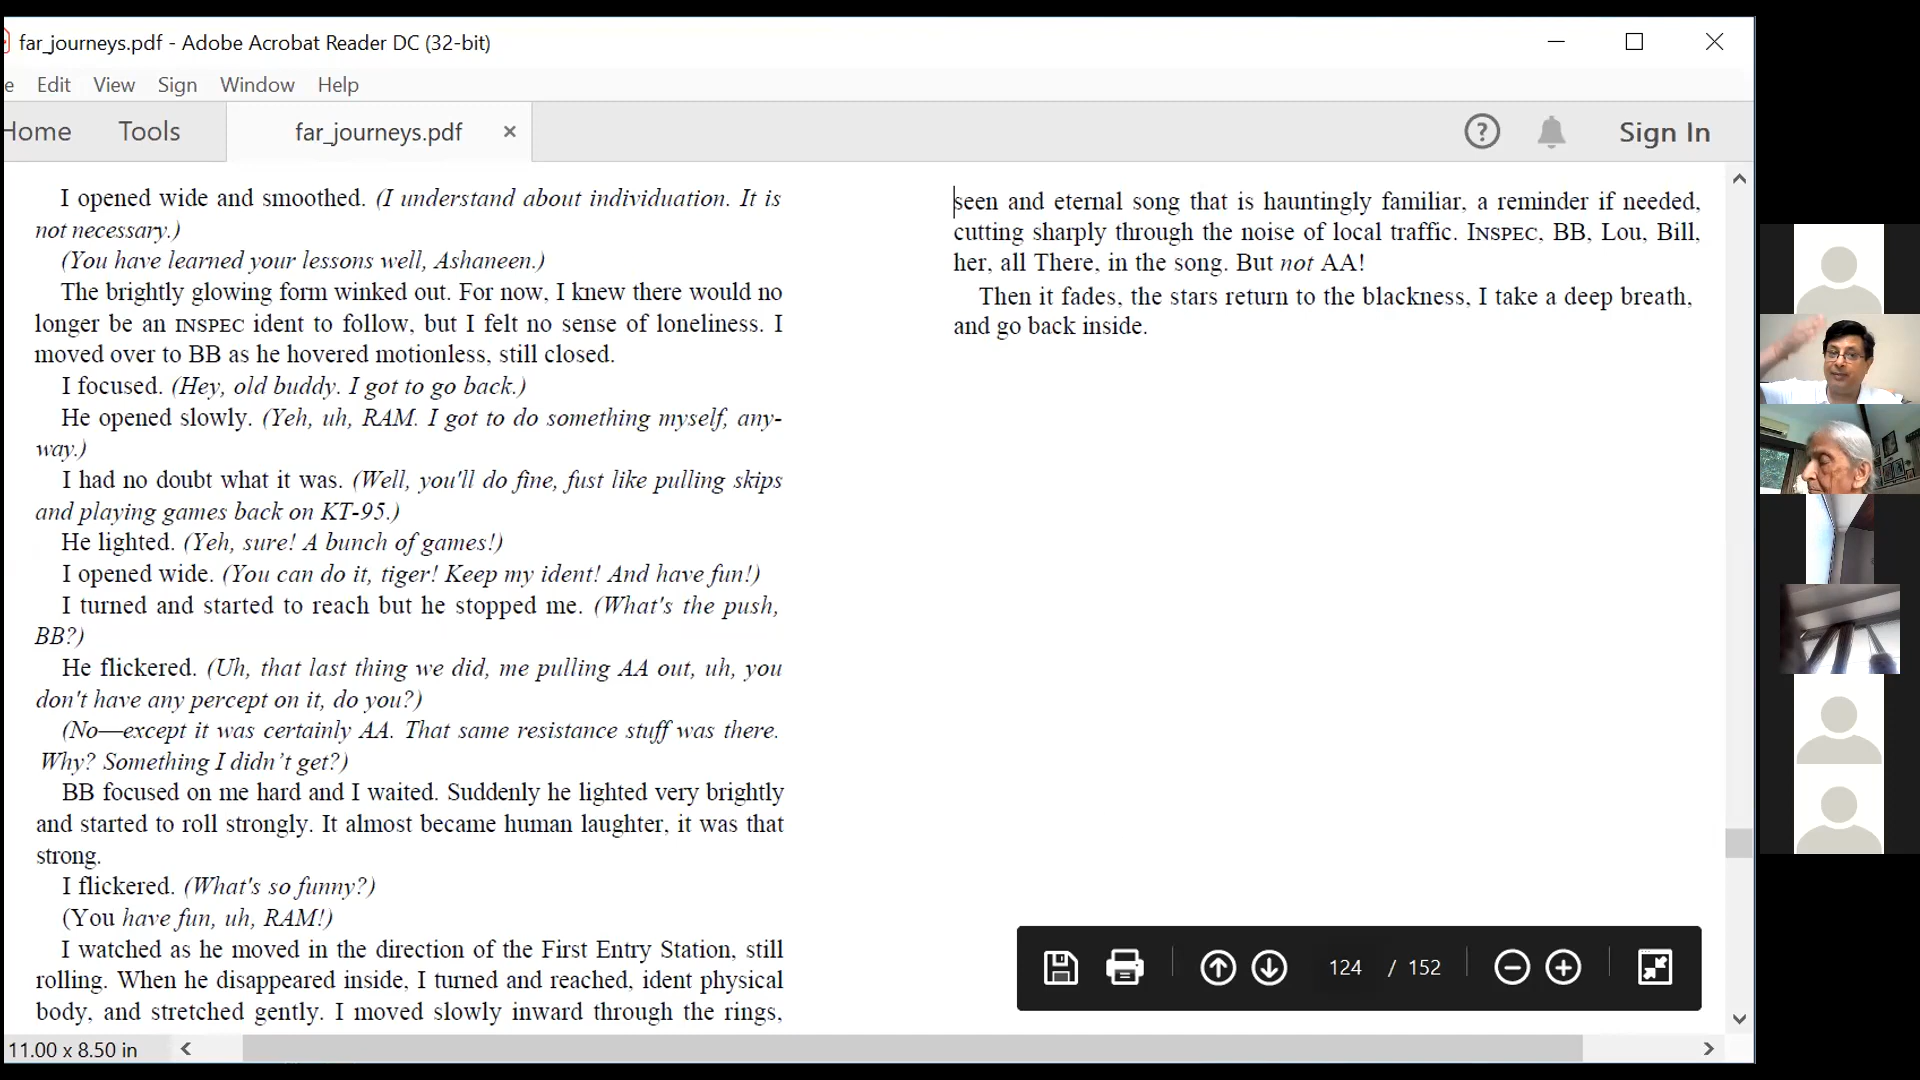 far_journeys.pdf - Adobe Acrobat Reader DC (32-bit)
e Edit View Sign Window Help
Home Tools far_journeys.pdf × Sign In
I opened wide and smoothed. (I understand about individuation. It is
not necessary.)
(You have learned your lessons well, Ashaneen.)
The brightly glowing form winked out. For now, I knew there would no
longer be an INSPEC ident to follow, but I felt no sense of loneliness. I
moved over to BB as he hovered motionless, still closed.
I focused. (Hey, old buddy. I got to go back.)
He opened slowly. (Yeh, uh, RAM. I got to do something myself, any-
way.)
I had no doubt what it was. (Well, you'll do fine, fust like pulling skips
and playing games back on KT-95.)
He lighted. (Yeh, sure! A bunch of games!)
I opened wide. (You can do it, tiger! Keep my ident! And have fun!)
I turned and started to reach but he stopped me. (What's the push,
BB?)
He flickered. (Uh, that last thing we did, me pulling AA out, uh, you
don't have any percept on it, do you?)
(No—except it was certainly AA. That same resistance stuff was there.
Why? Something I didn’t get?)
BB focused on me hard and I waited. Suddenly he lighted very brightly
and started to roll strongly. It almost became human laughter, it was that
strong.
I flickered. (What's so funny?)
(You have fun, uh, RAM!)
I watched as he moved in the direction of the First Entry Station, still
rolling. When he disappeared inside, I turned and reached, ident physical
body, and stretched gently. I moved slowly inward through the rings,
seen and eternal song that is hauntingly familiar, a reminder if needed,
cutting sharply through the noise of local traffic. INSPEC, BB, Lou, Bill,
her, all There, in the song. But not AA!
Then it fades, the stars return to the blackness, I take a deep breath,
and go back inside.
124 / 152
11.00 x 8.50 in